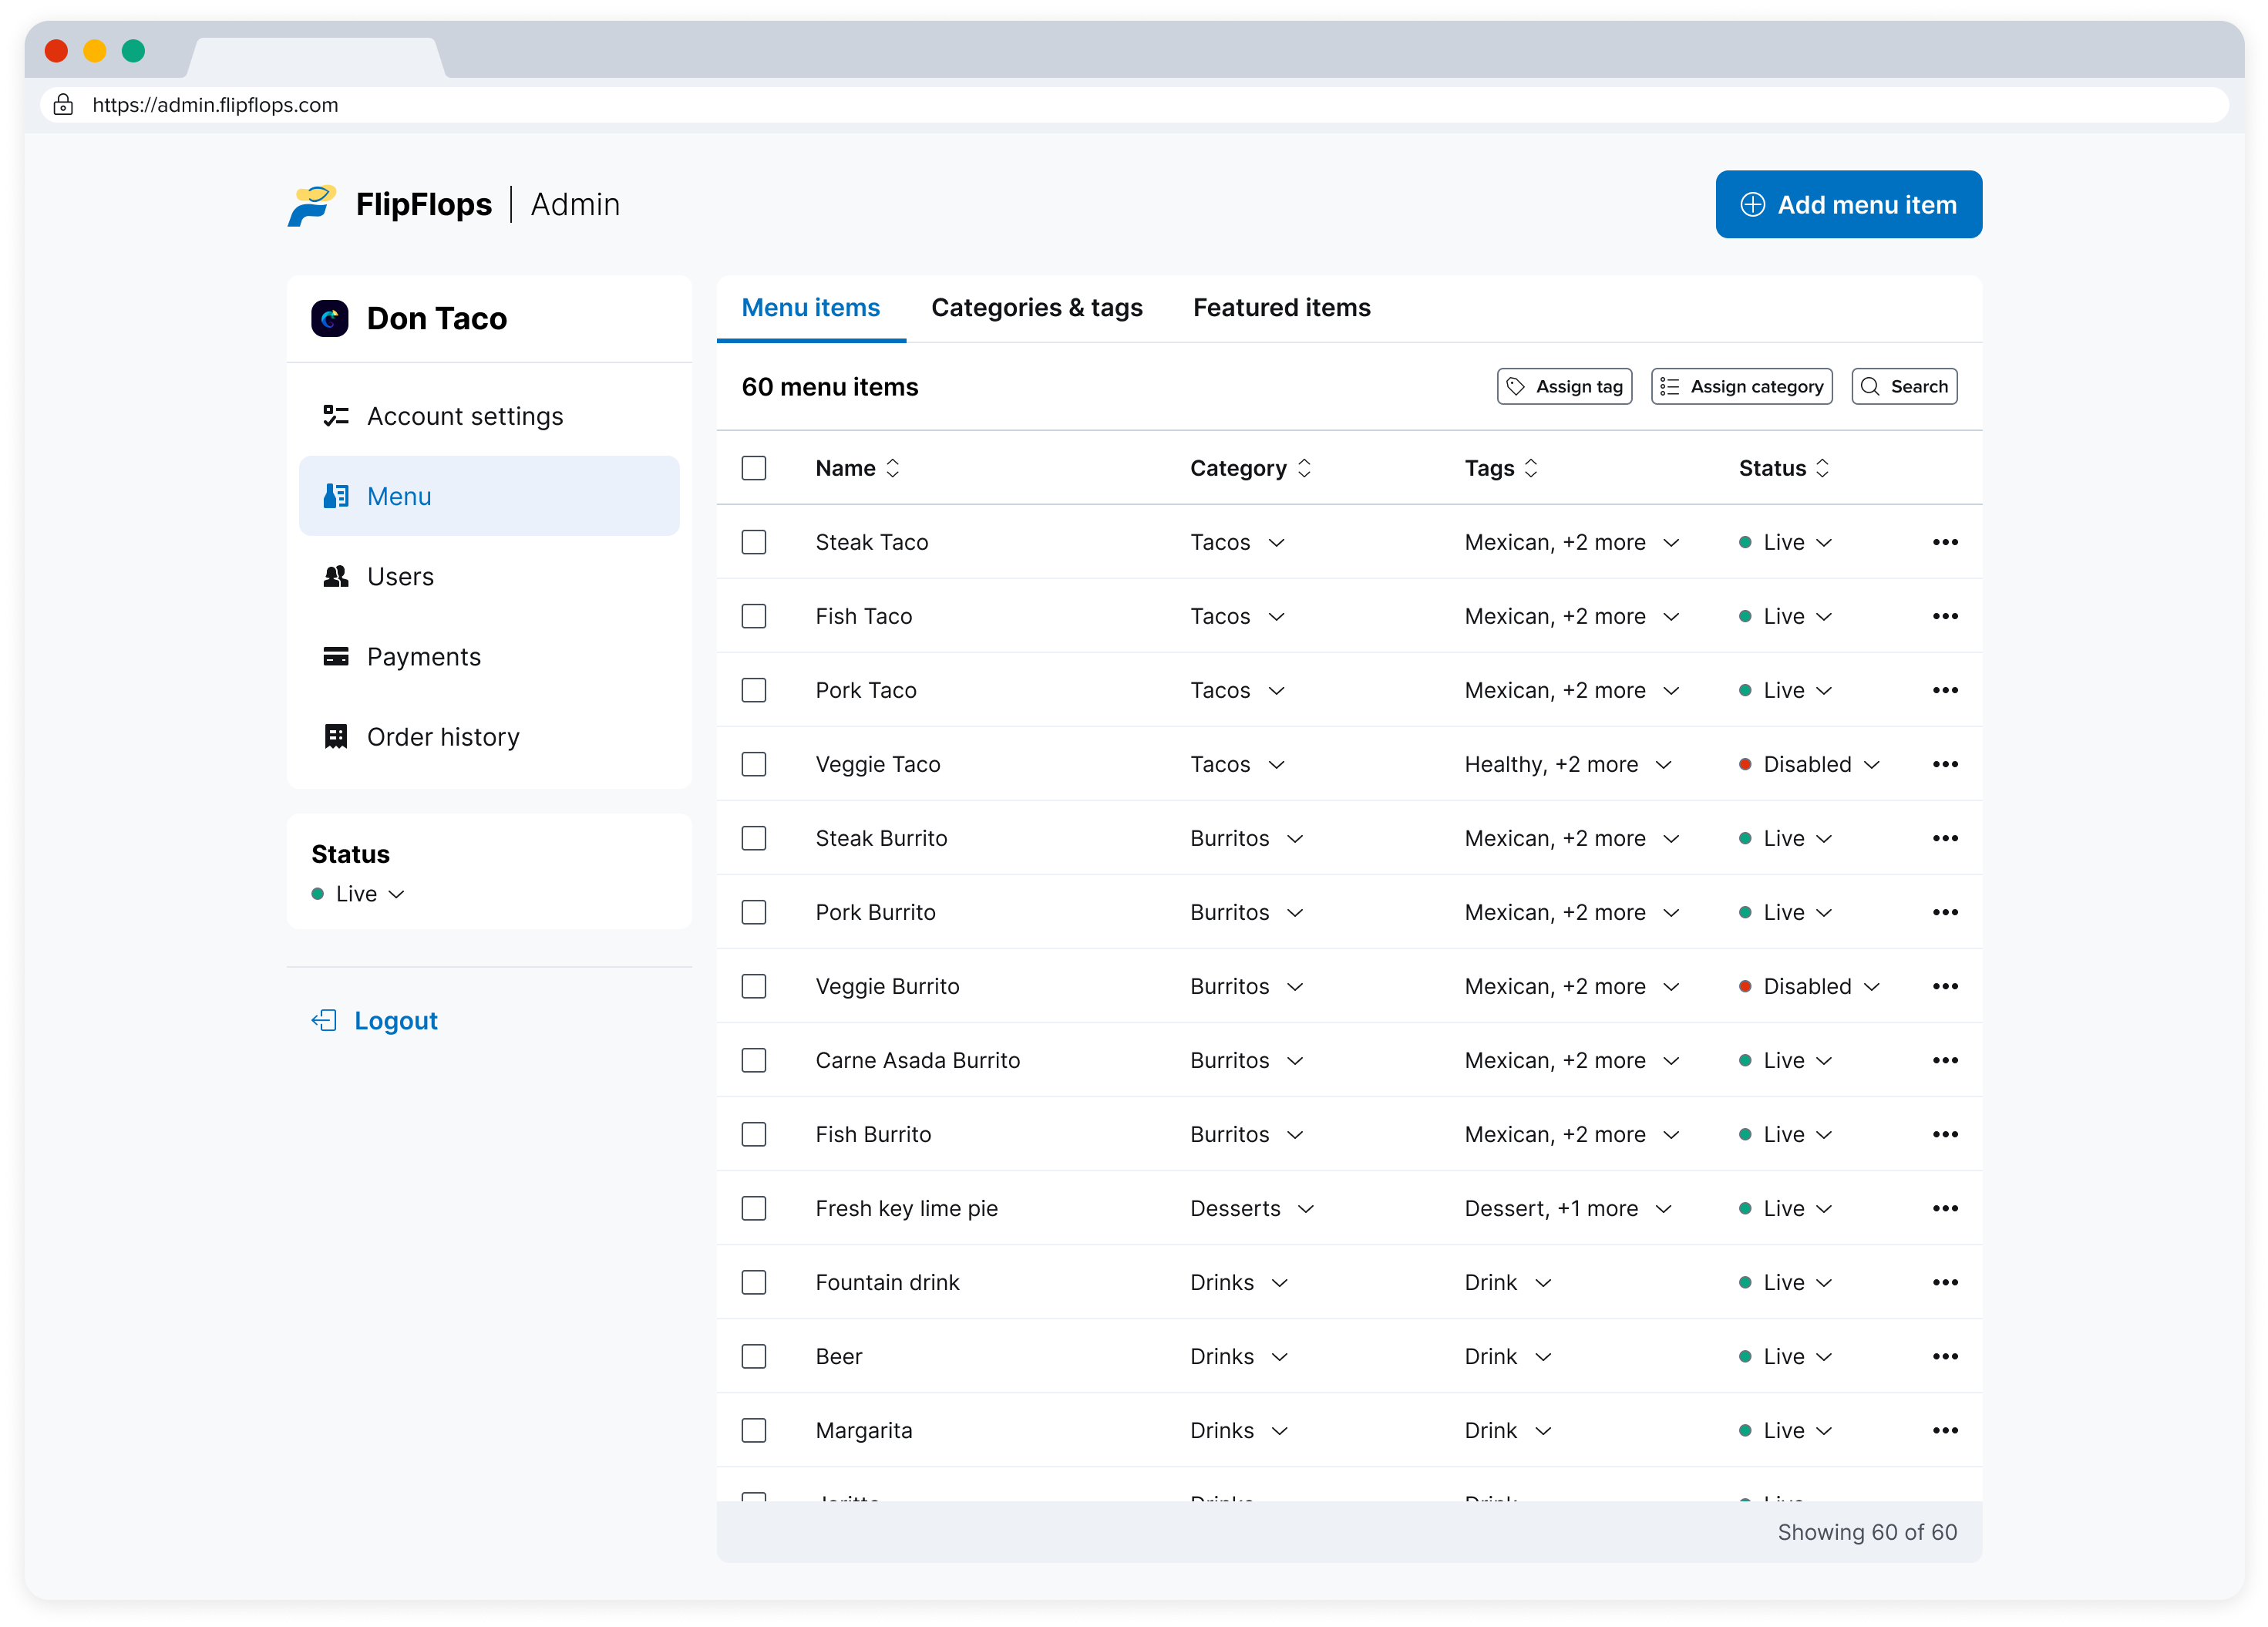 https://admin.flipflops.com
FlipFlops | Admin
Add menu item
Don Taco
Account settings
Menu
Users
Payments
Order history
Status
Live
Logout
Menu items Categories & tags Featured items
60 menu items Assign tag Assign category Search
Name Category Tags Status
Steak Taco Tacos Mexican, +2 more Live
Fish Taco Tacos Mexican, +2 more Live
Pork Taco Tacos Mexican, +2 more Live
Veggie Taco Tacos Healthy, +2 more Disabled
Steak Burrito Burritos Mexican, +2 more Live
Pork Burrito Burritos Mexican, +2 more Live
Veggie Burrito Burritos Mexican, +2 more Disabled
Carne Asada Burrito Burritos Mexican, +2 more Live
Fish Burrito Burritos Mexican, +2 more Live
Fresh key lime pie Desserts Dessert, +1 more Live
Fountain drink Drinks Drink Live
Beer Drinks Drink Live
Margarita Drinks Drink Live
Drinks Drink Live
Showing 60 of 60